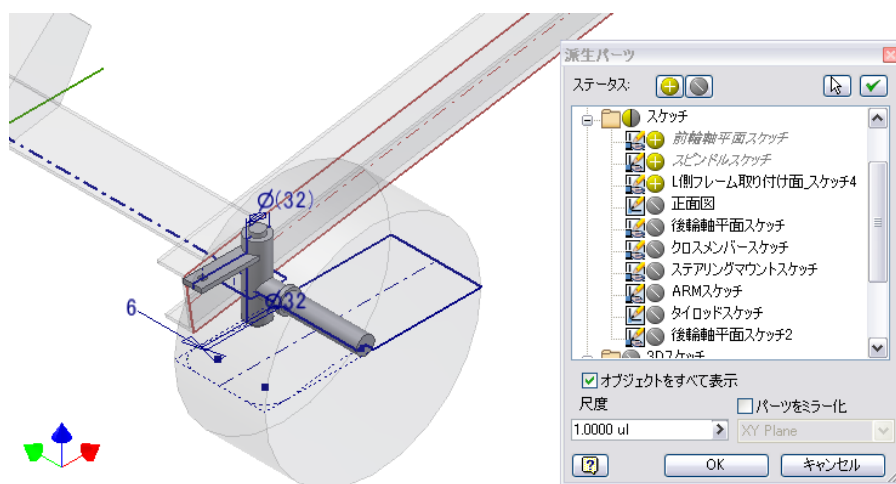 派生パーツ
ステータス:
スケッチ
前輪軸平面スケッチ
スピンドルスケッチ
L側フレーム取り付け面_スケッチ4
正面図
後輪軸平面スケッチ
クロスメンバースケッチ
ステアリングマウントスケッチ
ARMスケッチ
タイロッドスケッチ
後輪軸平面スケッチ2
3Dスケッチ
オブジェクトをすべて表示
尺度
パーツをミラー化
1.0000 ul
XY Plane
OK
キャンセル
∅(32)
∅32
6